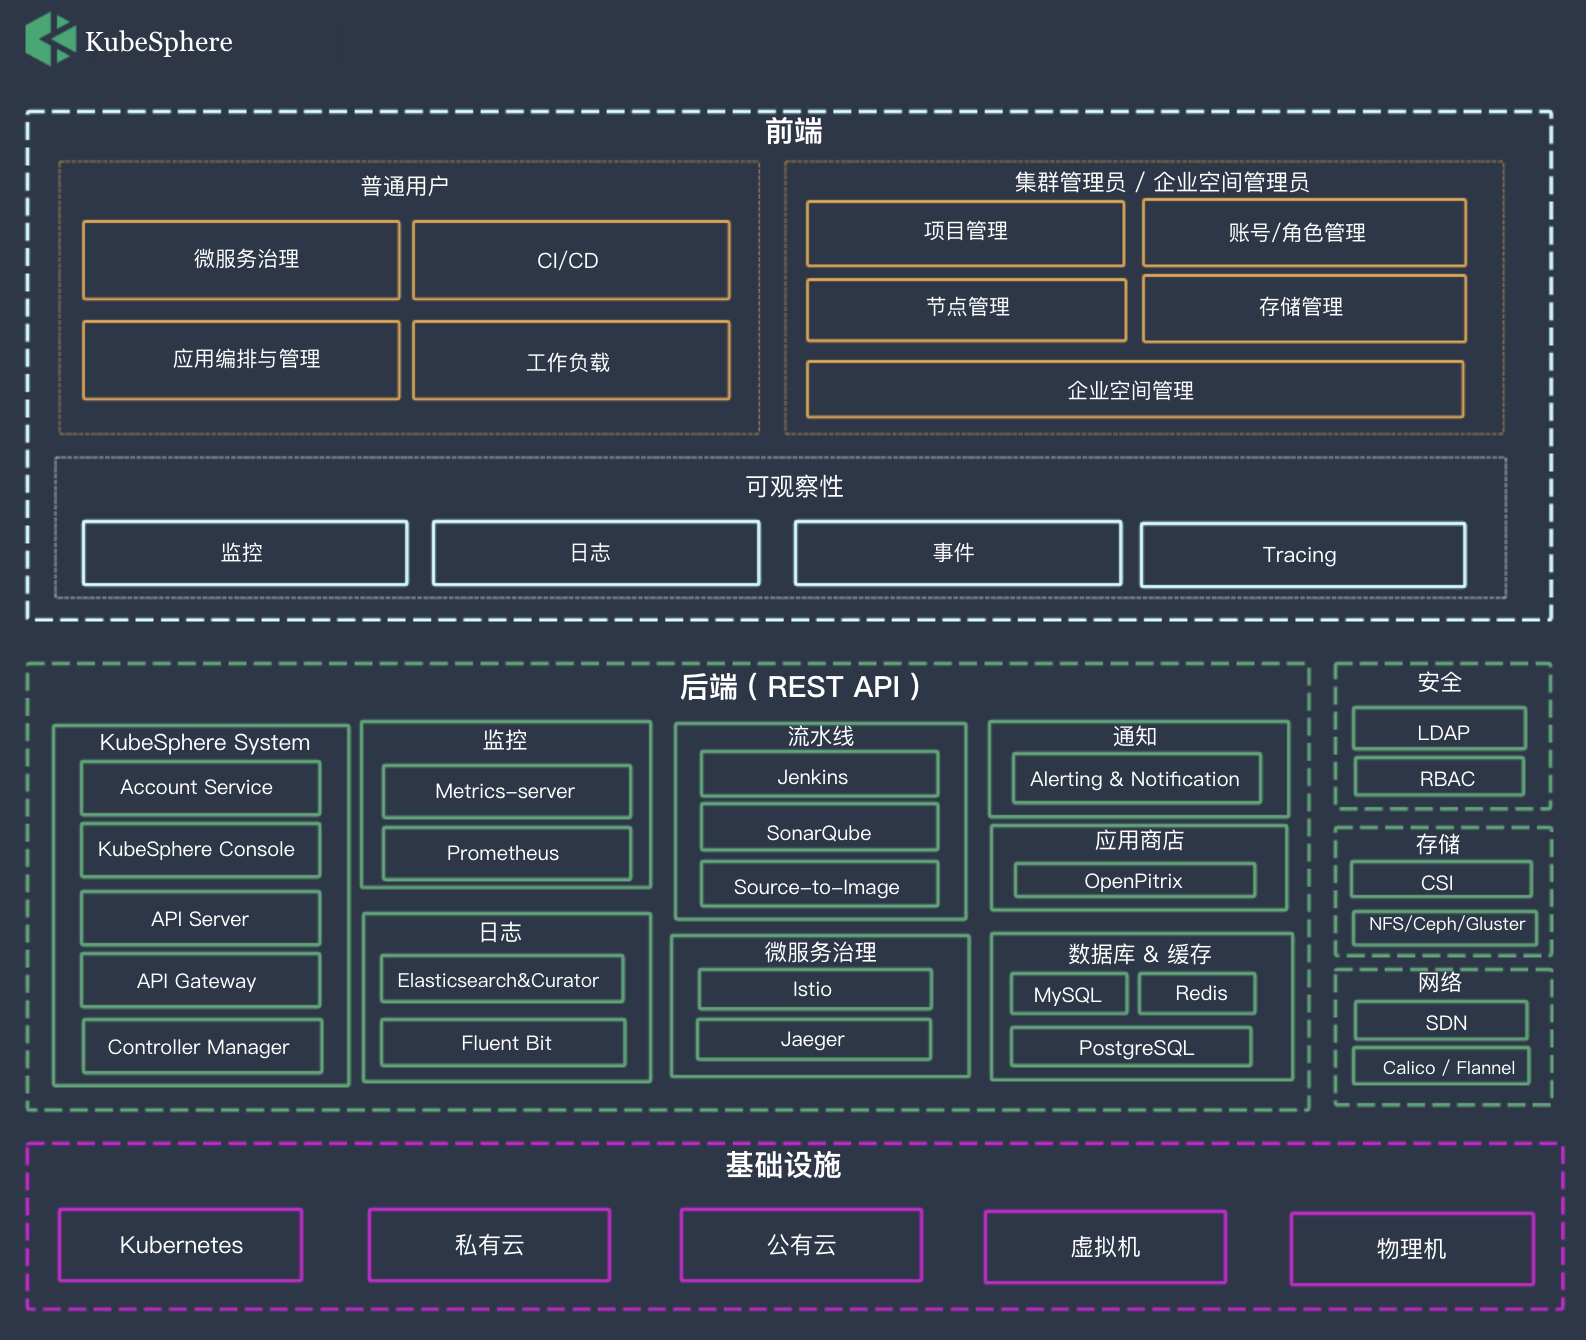 KubeSphere
前端
普通用户
微服务治理
CI/CD
应用编排与管理
工作负载
集群管理员 / 企业空间管理员
项目管理
账号/角色管理
节点管理
存储管理
企业空间管理
可观察性
监控
日志
事件
Tracing
后端 ( REST API )
KubeSphere System
Account Service
KubeSphere Console
API Server
API Gateway
Controller Manager
监控
Metrics-server
Prometheus
日志
Elasticsearch&Curator
Fluent Bit
流水线
Jenkins
SonarQube
Source-to-Image
微服务治理
Istio
Jaeger
通知
Alerting & Notification
应用商店
OpenPitrix
数据库 & 缓存
MySQL
Redis
PostgreSQL
安全
LDAP
RBAC
存储
CSI
NFS/Ceph/Gluster
网络
SDN
Calico / Flannel
基础设施
Kubernetes
私有云
公有云
虚拟机
物理机